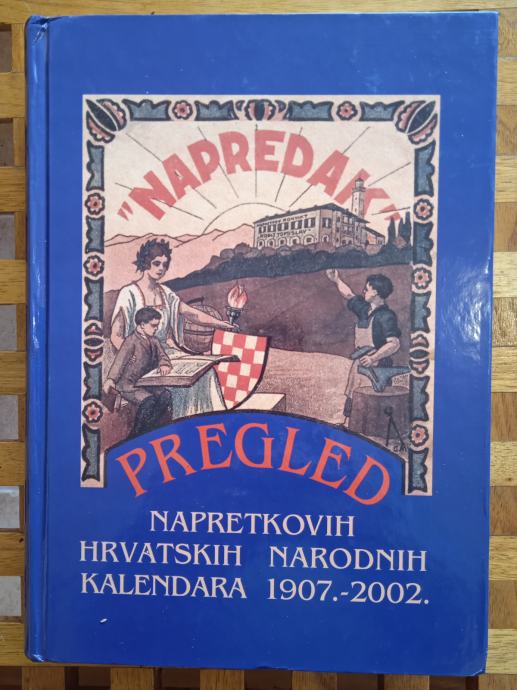 "NAPREDAK"
PREGLED
NAPRETKOVIH
HRVATSKIH NARODNIH
KALENDARA 1907.-2002.